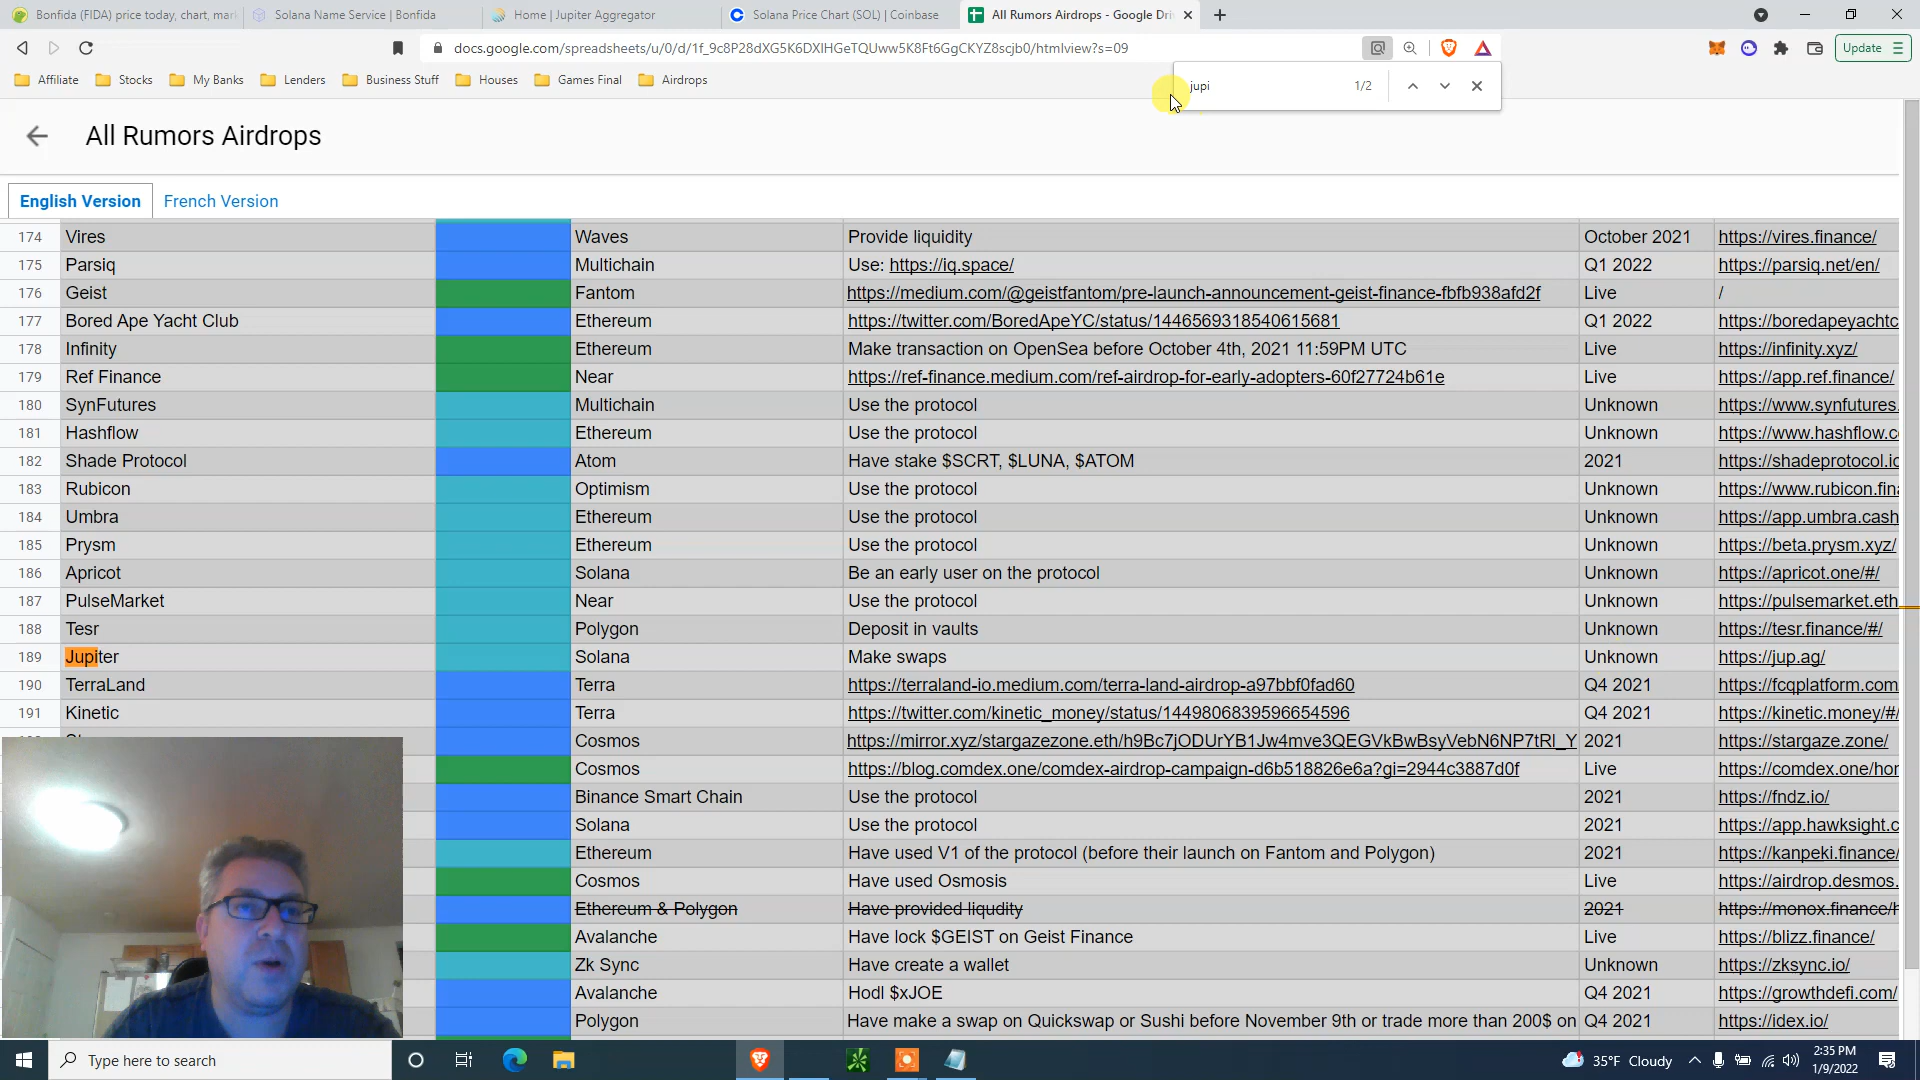 Bonfida (FIDA) price today, chart, mar
Solana Name Service | Bonfida
Home | Jupiter Aggregator
Solana Price Chart (SOL) | Coinbase
All Rumors Airdrops - Google Dri
docs.google.com/spreadsheets/u/0/d/1f_9c8P28dXG5K6DXIHGeTQUww5K8Ft6GgCKYZ8scjb0/htmlview?s=09
Update
Affiliate
Stocks
My Banks
Lenders
Business Stuff
Houses
Games Final
Airdrops
jupi
1/2
All Rumors Airdrops
English Version
French Version
174 Vires Waves Provide liquidity October 2021 https://vires.finance/
175 Parsiq Multichain Use: https://iq.space/ Q1 2022 https://parsiq.net/en/
176 Geist Fantom https://medium.com/@geistfantom/pre-launch-announcement-geist-finance-fbfb938afd2f Live /
177 Bored Ape Yacht Club Ethereum https://twitter.com/BoredApeYC/status/1446569318540615681 Q1 2022 https://boredapeyachtc
178 Infinity Ethereum Make transaction on OpenSea before October 4th, 2021 11:59PM UTC Live https://infinity.xyz/
179 Ref Finance Near https://ref-finance.medium.com/ref-airdrop-for-early-adopters-60f27724b61e Live https://app.ref.finance/
180 SynFutures Multichain Use the protocol Unknown https://www.synfutures.
181 Hashflow Ethereum Use the protocol Unknown https://www.hashflow.c
182 Shade Protocol Atom Have stake $SCRT, $LUNA, $ATOM 2021 https://shadeprotocol.io
183 Rubicon Optimism Use the protocol Unknown https://www.rubicon.fin
184 Umbra Ethereum Use the protocol Unknown https://app.umbra.cash
185 Prysm Ethereum Use the protocol Unknown https://beta.prysm.xyz/
186 Apricot Solana Be an early user on the protocol Unknown https://apricot.one/#/
187 PulseMarket Near Use the protocol Unknown https://pulsemarket.eth
188 Tesr Polygon Deposit in vaults Unknown https://tesr.finance/#/
189 Jupiter Solana Make swaps Unknown https://jup.ag/
190 TerraLand Terra https://terraland-io.medium.com/terra-land-airdrop-a97bbf0fad60 Q4 2021 https://fcqplatform.com
191 Kinetic Terra https://twitter.com/kinetic_money/status/1449806839596654596 Q4 2021 https://kinetic.money/#/
Cosmos https://mirror.xyz/stargazezone.eth/h9Bc7jODUrYB1Jw4mve3QEGVkBwBsyVebN6NP7tRl_Y 2021 https://stargaze.zone/
Cosmos https://blog.comdex.one/comdex-airdrop-campaign-d6b518826e6a?gi=2944c3887d0f Live https://comdex.one/hor
Binance Smart Chain Use the protocol 2021 https://fndz.io/
Solana Use the protocol 2021 https://app.hawksight.c
Ethereum Have used V1 of the protocol (before their launch on Fantom and Polygon) 2021 https://kanpeki.finance/
Cosmos Have used Osmosis Live https://airdrop.desmos.
Ethereum & Polygon Have provided liqudity 2021 https://monox.finance/h
Avalanche Have lock $GEIST on Geist Finance Live https://blizz.finance/
Zk Sync Have create a wallet Unknown https://zksync.io/
Avalanche Hodl $xJOE Q4 2021 https://growthdefi.com/
Polygon Have make a swap on Quickswap or Sushi before November 9th or trade more than 200$ on Q4 2021 https://idex.io/
Type here to search
35°F Cloudy
2:35 PM
1/9/2022